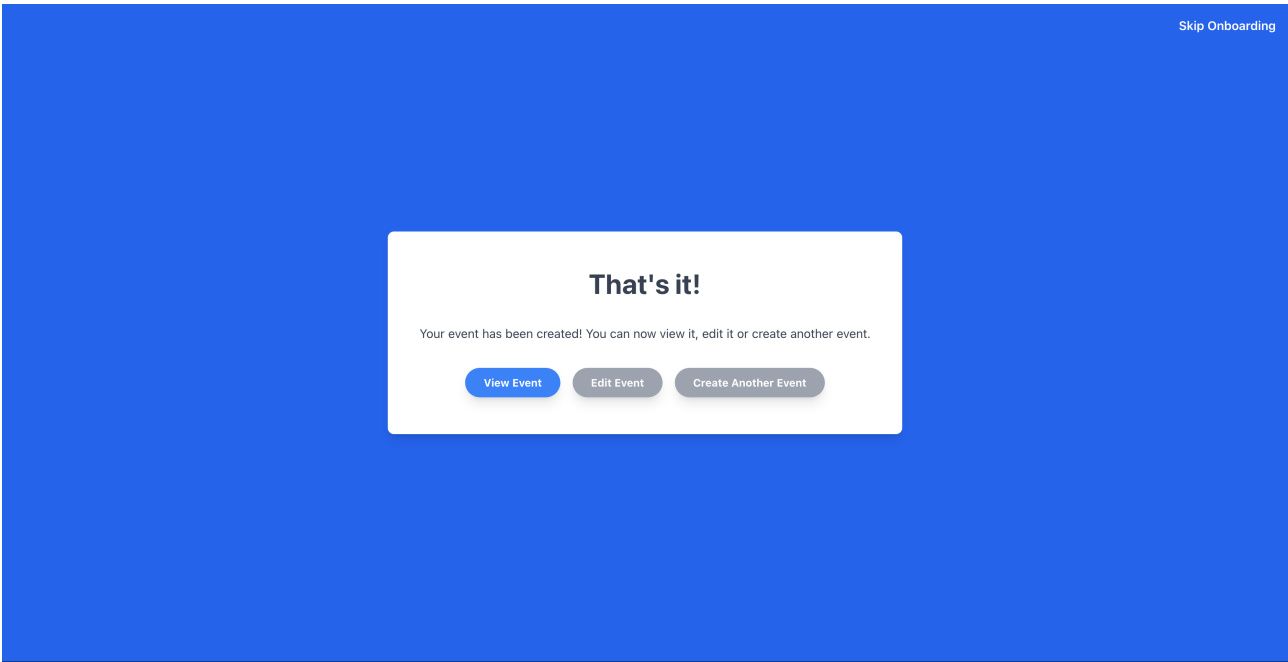 Skip Onboarding
That's it!
Your event has been created! You can now view it, edit it or create another event.
View Event
Edit Event
Create Another Event